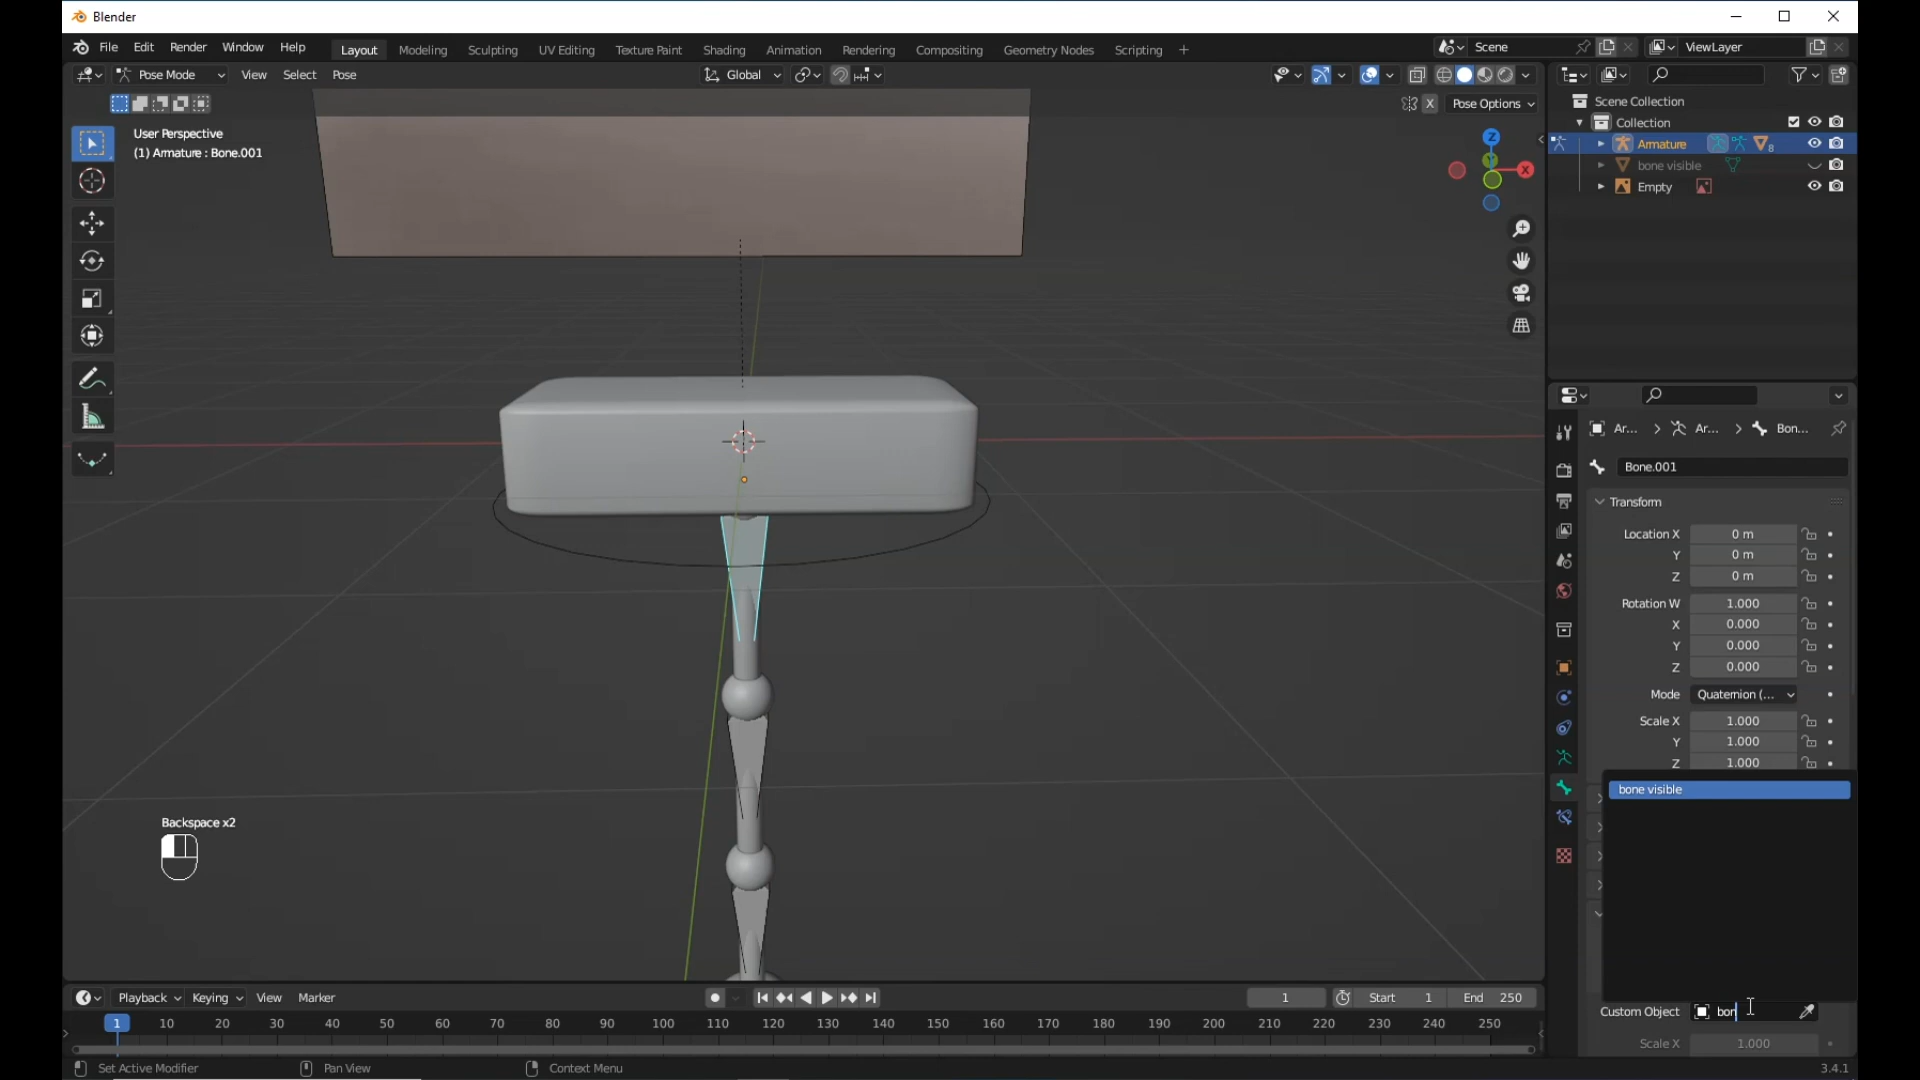 Blender
File Edit Render Window Help Layout Modeling Sculpting UV Editing Texture Paint Shading Animation Rendering Compositing Geometry Nodes Scripting + Scene ViewLayer
Pose Mode View Select Pose Global
X Pose Options
User Perspective
(1) Armature : Bone.001
Z
X
Scene Collection
Collection
Armature 8
bone visible
Empty
Ar... > Ar... > Bon...
Bone.001
Transform
Location X 0 m
Y 0 m
Z 0 m
Rotation W 1.000
X 0.000
Y 0.000
Z 0.000
Mode Quaternion (...
Scale X 1.000
Y 1.000
Z 1.000
bone visible
Custom Object bon
Scale X 1.000
Backspace x2
Playback Keying View Marker 1 Start 1 End 250
1 10 20 30 40 50 60 70 80 90 100 110 120 130 140 150 160 170 180 190 200 210 220 230 240 250
Set Active Modifier Pan View Context Menu 3.4.1